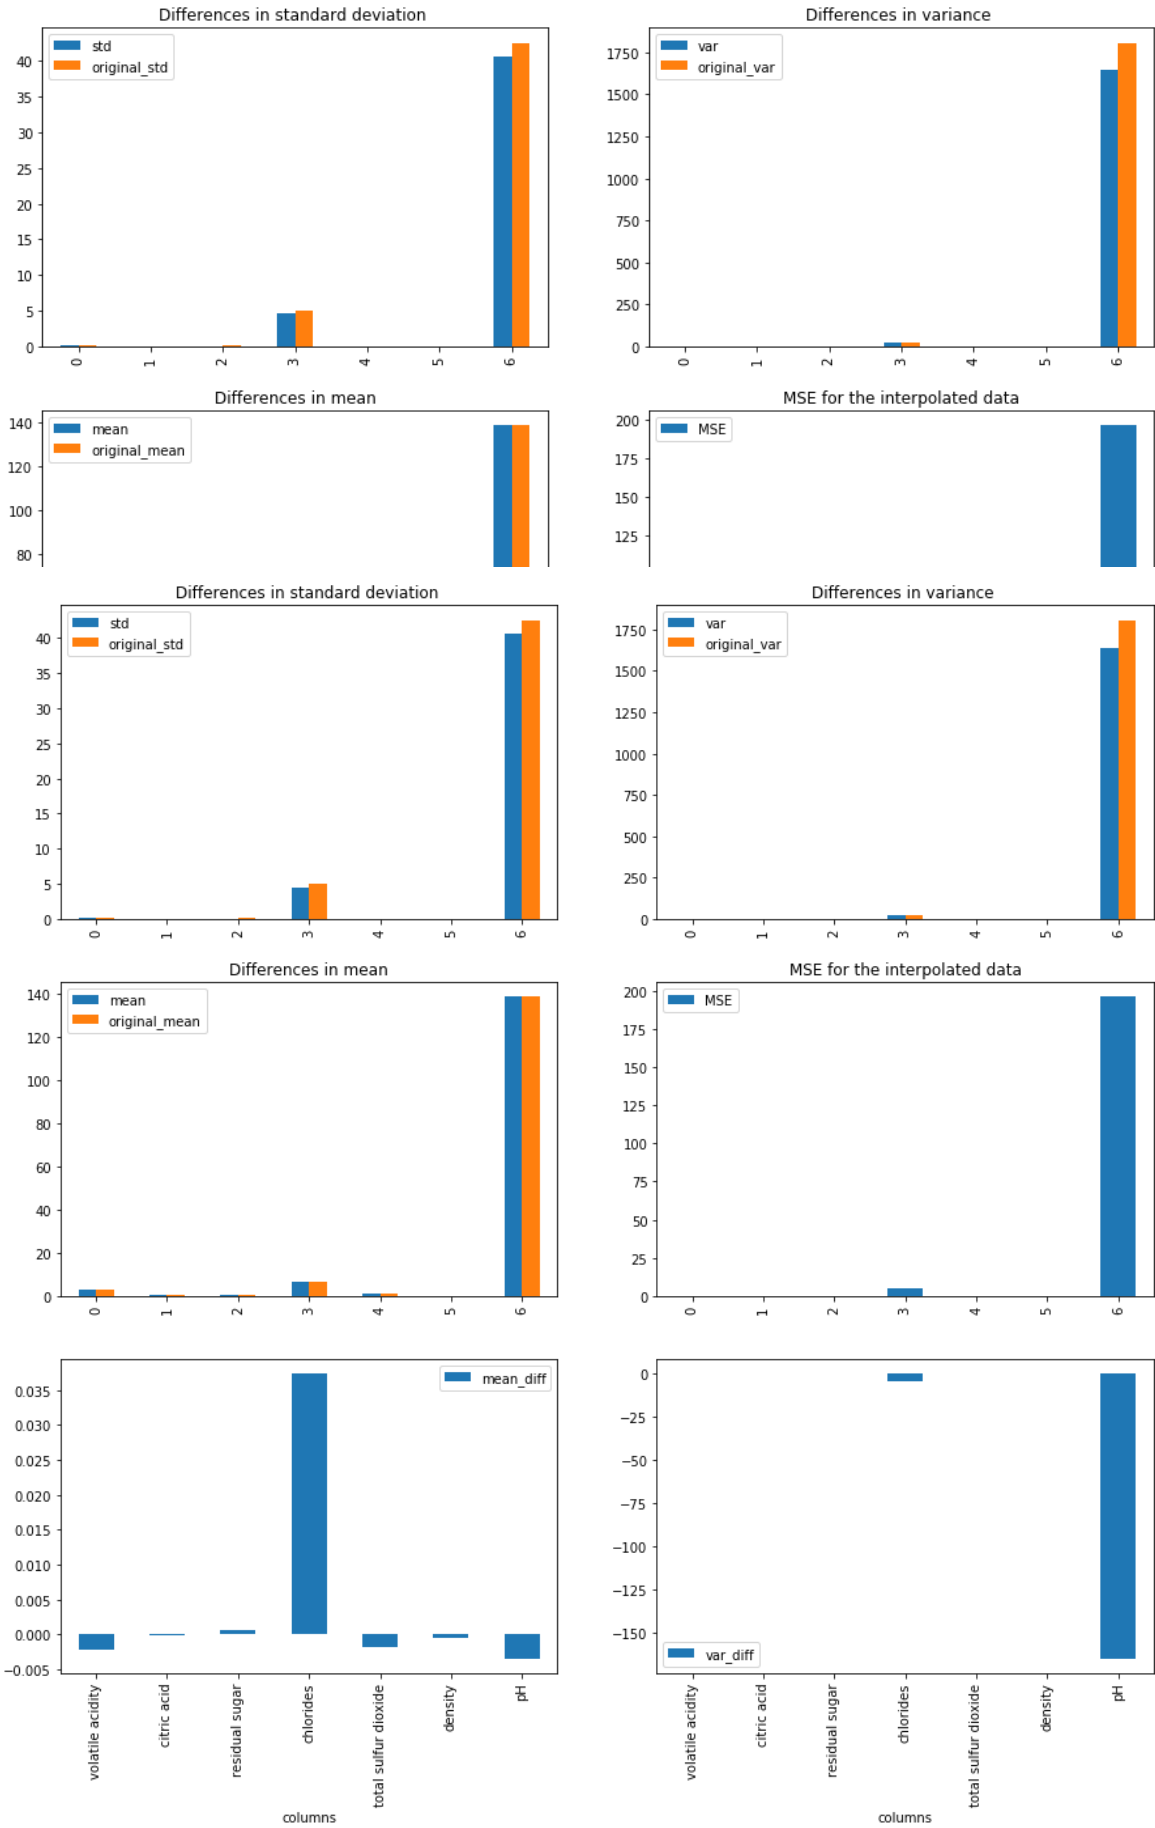 Differences in standard deviation
std
original_std
40
35
30
25
20
15
10
5
0
0 1 2 3 4 5 6
Differences in variance
var
original_var
1750
1500
1250
1000
750
500
250
0
0 1 2 3 4 5 6
Differences in mean
mean
original_mean
140
120
100
80
MSE for the interpolated data
MSE
200
175
150
125
Differences in standard deviation
std
original_std
40
35
30
25
20
15
10
5
0
0 1 2 3 4 5 6
Differences in variance
var
original_var
1750
1500
1250
1000
750
500
250
0
0 1 2 3 4 5 6
Differences in mean
mean
original_mean
140
120
100
80
60
40
20
0
0 1 2 3 4 5 6
MSE for the interpolated data
MSE
200
175
150
125
100
75
50
25
0
0 1 2 3 4 5 6
mean_diff
0.035
0.030
0.025
0.020
0.015
0.010
0.005
0.000
−0.005
volatile acidity
citric acid
residual sugar
chlorides
total sulfur dioxide
density
pH
columns
0
−25
−50
−75
−100
−125
−150
var_diff
volatile acidity
citric acid
residual sugar
chlorides
total sulfur dioxide
density
pH
columns